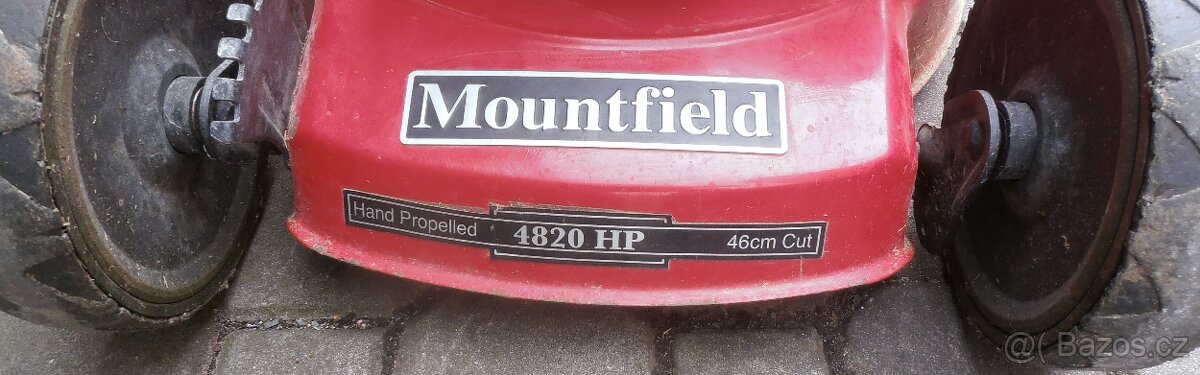 Mountfield
Hand Propelled 4820 HP 46cm Cut
@Bazos.cz